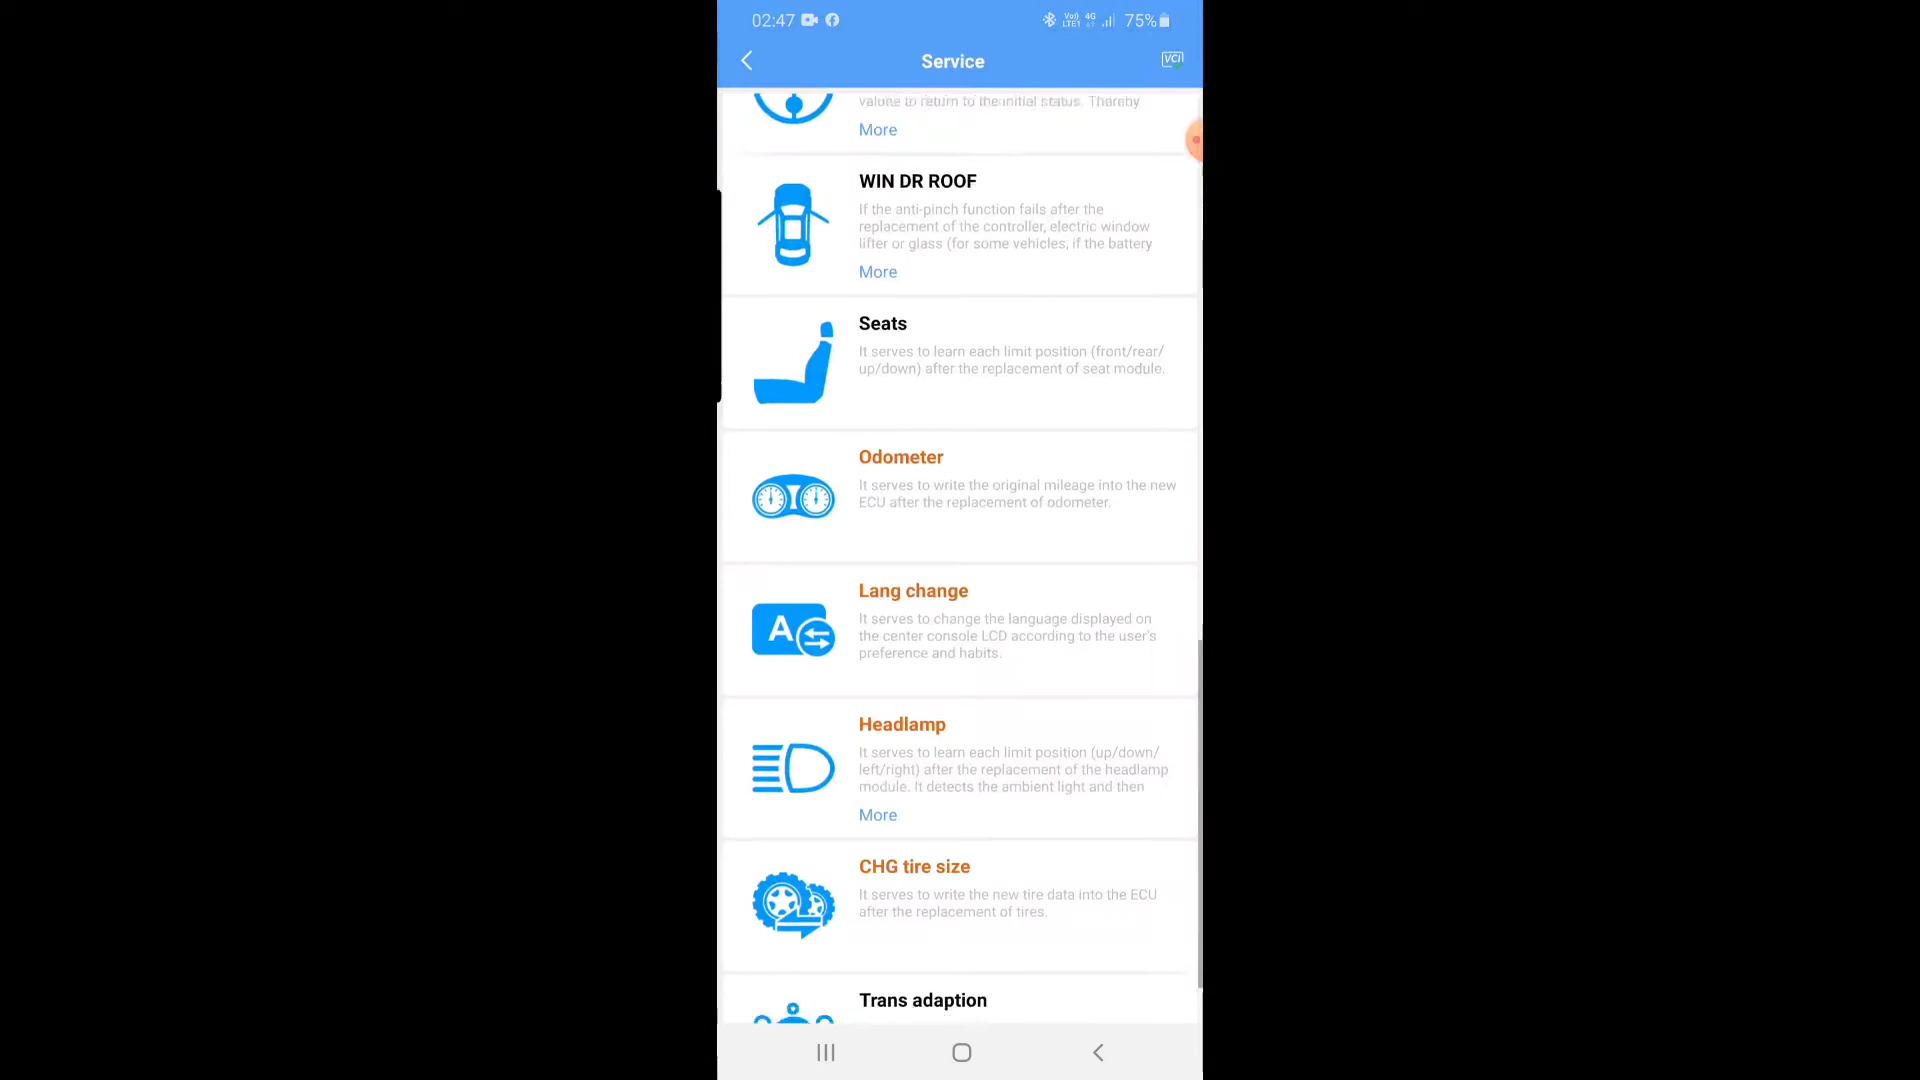 02:47
Vo)) 4G
LTE1
75%
Service
VCI
valune to return to the initial status. Thereby
More
WIN DR ROOF
If the anti-pinch function fails after the
replacement of the controller, electric window
lifter or glass (for some vehicles, if the battery
More
Seats
It serves to learn each limit position (front/rear/
up/down) after the replacement of seat module.
Odometer
It serves to write the original mileage into the new
ECU after the replacement of odometer.
A
Lang change
It serves to change the language displayed on
the center console LCD according to the user's
preference and habits.
Headlamp
It serves to learn each limit position (up/down/
left/right) after the replacement of the headlamp
module. It detects the ambient light and then
More
CHG tire size
It serves to write the new tire data into the ECU
after the replacement of tires.
Trans adaption